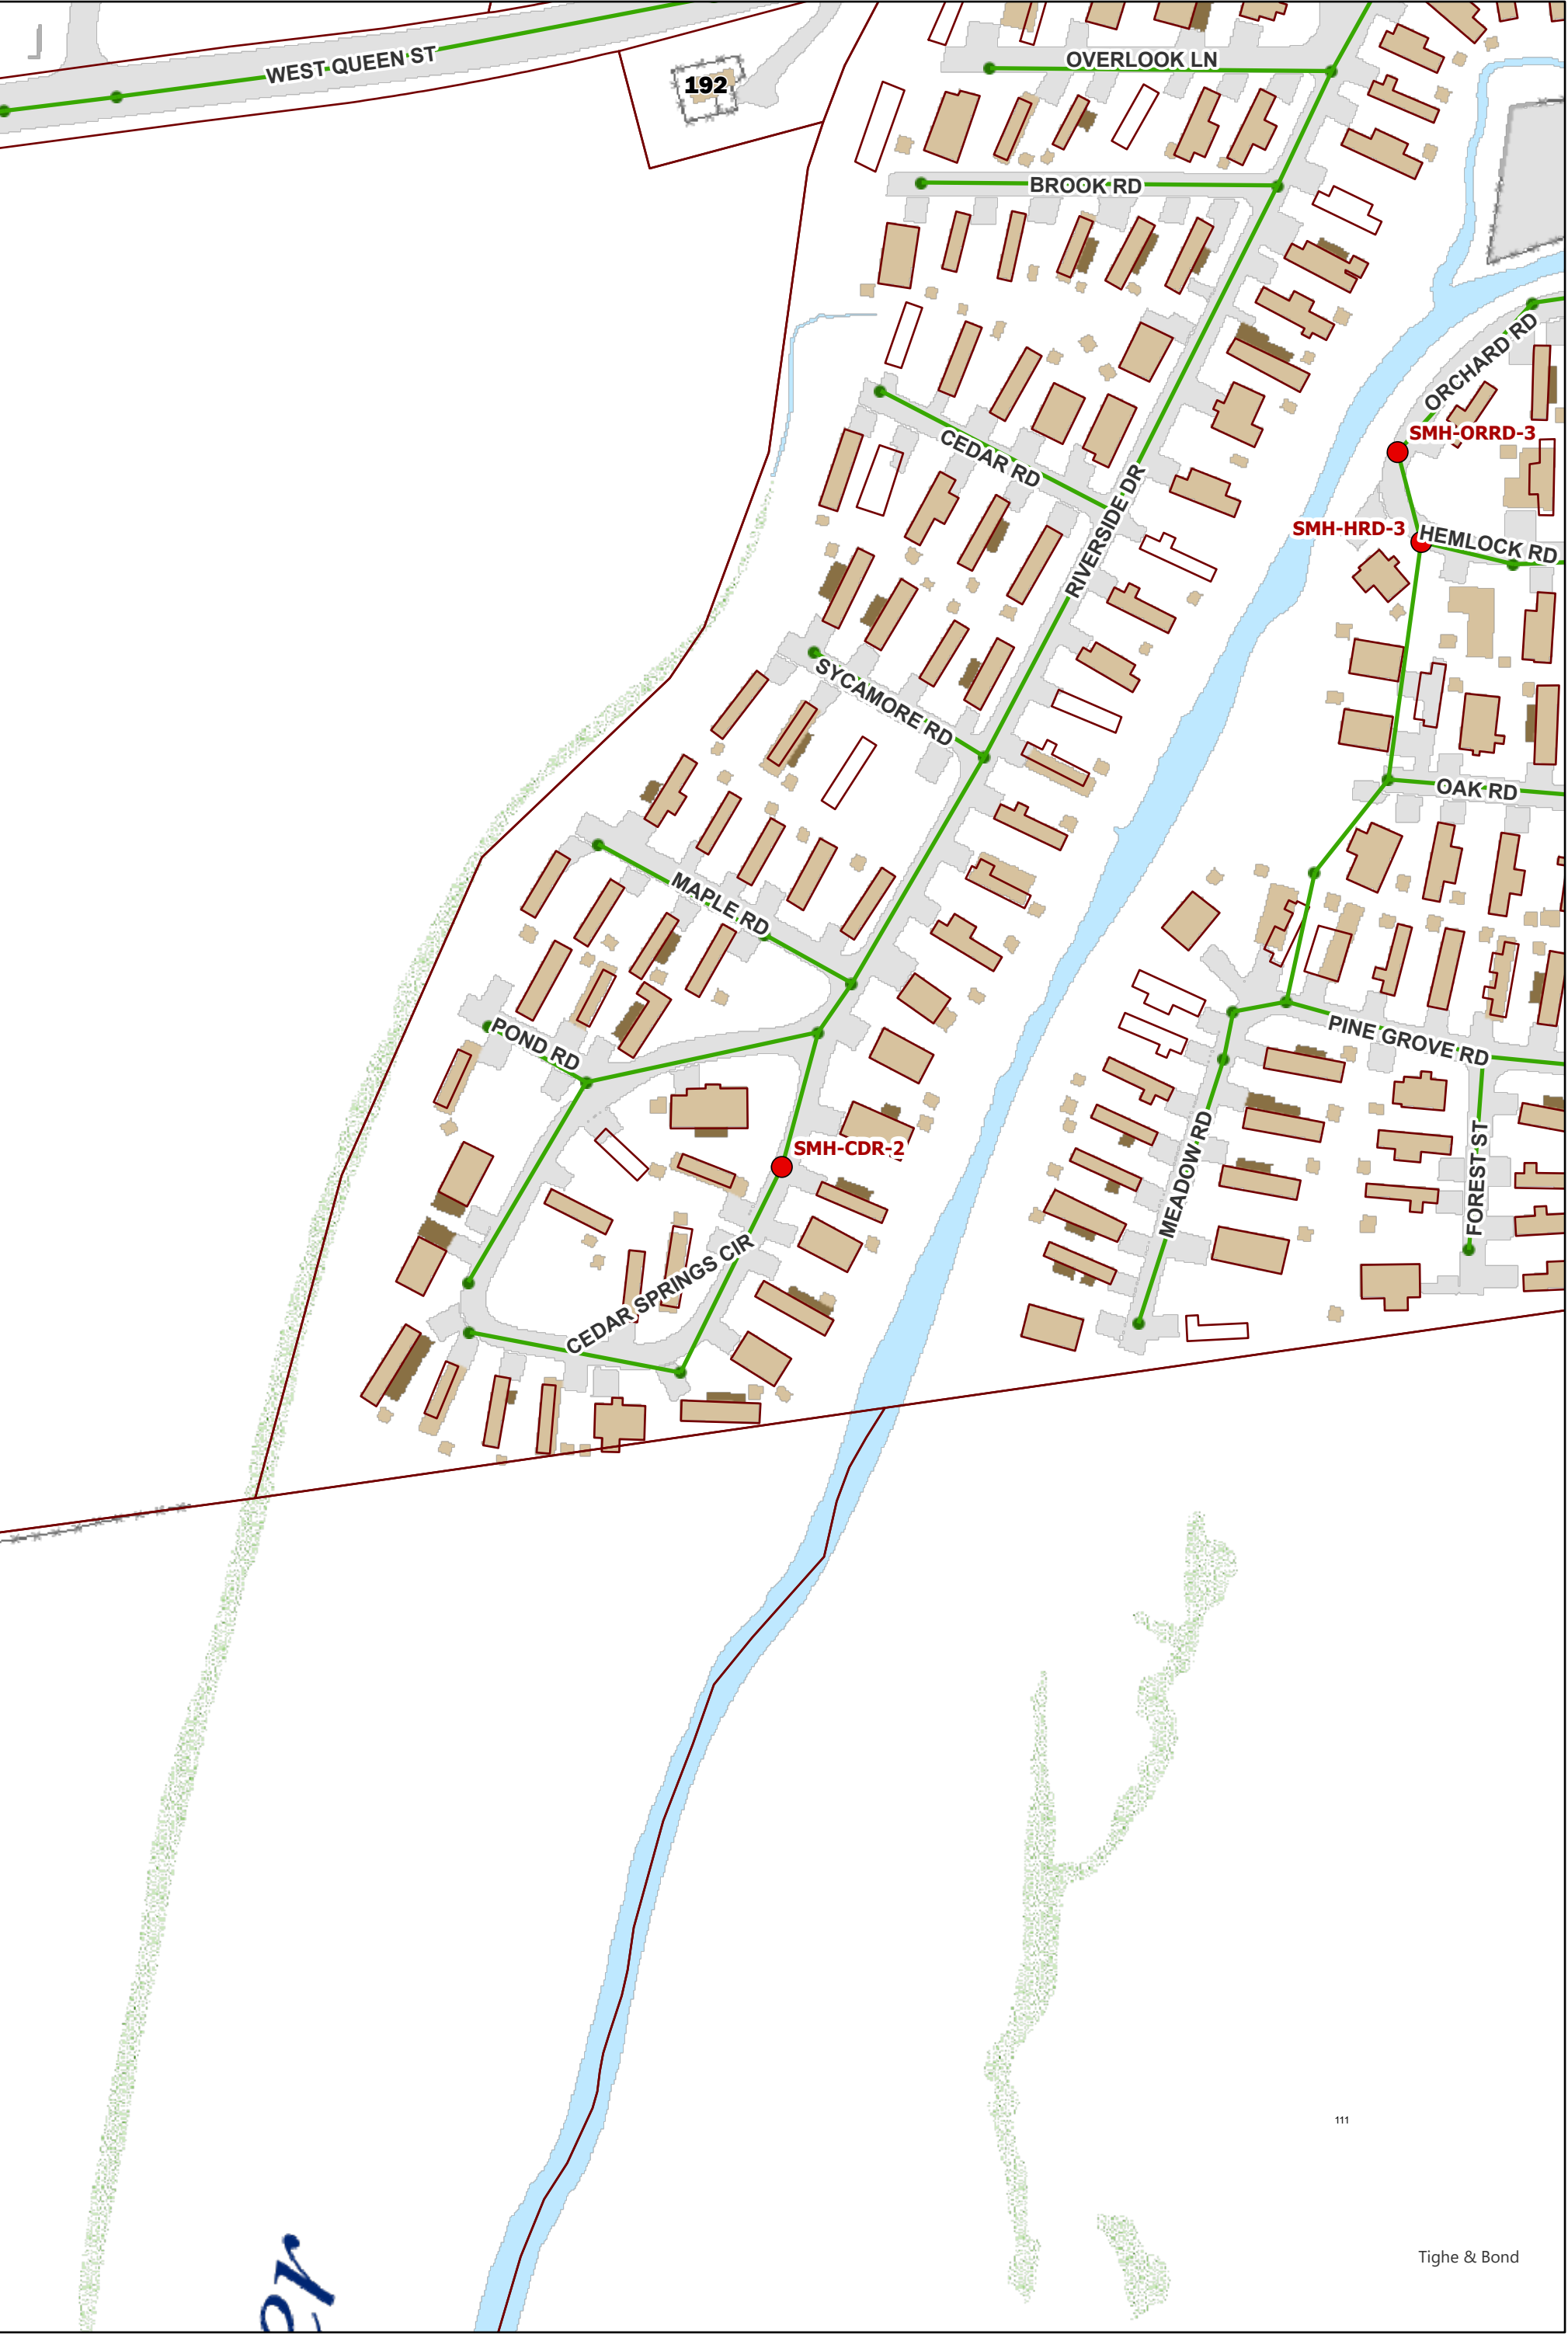 WEST QUEEN ST
192
OVERLOOK LN
BROOK RD
ORCHARD RD
SMH-ORRD-3
CEDAR RD
RIVERSIDE DR
SMH-HRD-3
HEMLOCK RD
SYCAMORE RD
OAK RD
MAPLE RD
POND RD
PINE GROVE RD
SMH-CDR-2
MEADOW RD
FOREST ST
CEDAR SPRINGS CIR
111
Tighe & Bond